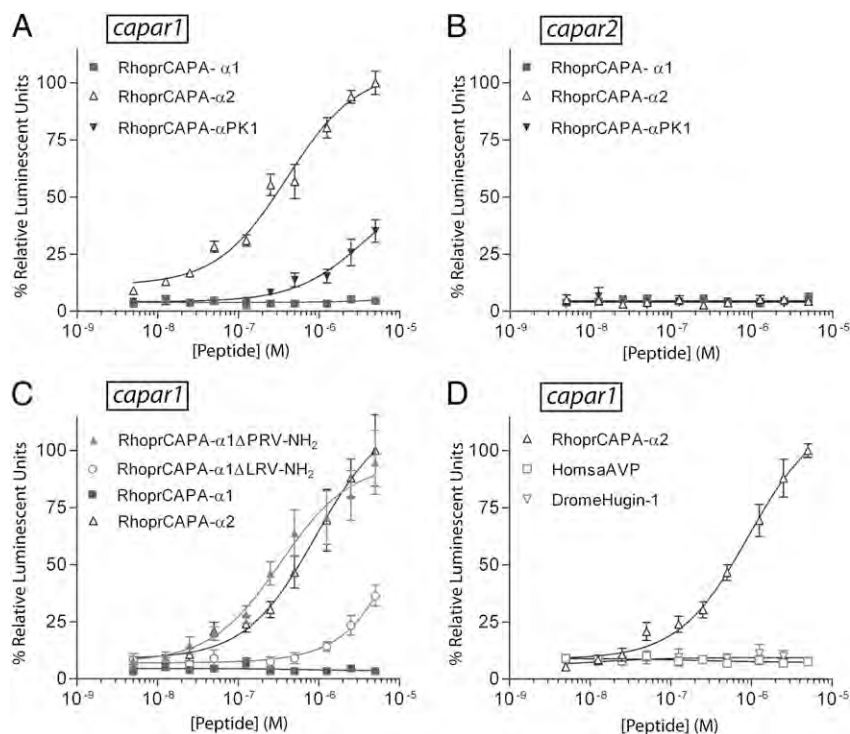 A
capar1
RhoprCAPA- α1
RhoprCAPA-α2
RhoprCAPA-αPK1
% Relative Luminescent Units
100
75
50
25
0
10-9
10-8
10-7
10-6
10-5
[Peptide] (M)
B
capar2
RhoprCAPA- α1
RhoprCAPA-α2
RhoprCAPA-αPK1
% Relative Luminescent Units
100
75
50
25
0
10-9
10-8
10-7
10-6
10-5
[Peptide] (M)
C
capar1
RhoprCAPA-α1ΔPRV-NH2
RhoprCAPA-α1ΔLRV-NH2
RhoprCAPA-α1
RhoprCAPA-α2
% Relative Luminescent Units
100
75
50
25
0
10-9
10-8
10-7
10-6
10-5
[Peptide] (M)
D
capar1
RhoprCAPA-α2
HomsaAVP
DromeHugin-1
% Relative Luminescent Units
100
75
50
25
0
10-9
10-8
10-7
10-6
10-5
[Peptide] (M)